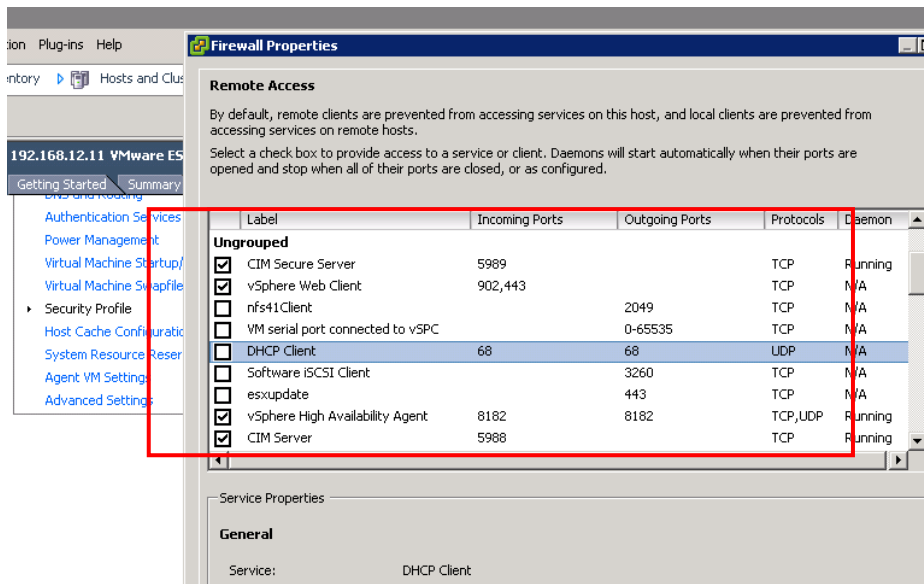 tion Plug-ins Help
Firewall Properties
entory Hosts and Clus
Remote Access
By default, remote clients are prevented from accessing services on this host, and local clients are prevented from
accessing services on remote hosts.
Select a check box to provide access to a service or client. Daemons will start automatically when their ports are
opened and stop when all of their ports are closed, or as configured.
192.168.12.11 VMware ES
Getting Started Summary
DNS and Routing
Authentication Services
Power Management
Virtual Machine Startup/
Virtual Machine Swapfile
Security Profile
Host Cache Configuratio
System Resource Reser
Agent VM Settings
Advanced Settings
Label Incoming Ports Outgoing Ports Protocols Daemon
Ungrouped
CIM Secure Server 5989 TCP Running
vSphere Web Client 902,443 TCP N/A
nfs41Client 2049 TCP N/A
VM serial port connected to vSPC 0-65535 TCP N/A
DHCP Client 68 68 UDP N/A
Software iSCSI Client 3260 TCP N/A
esxupdate 443 TCP N/A
vSphere High Availability Agent 8182 8182 TCP,UDP Running
CIM Server 5988 TCP Running
Service Properties
General
Service: DHCP Client